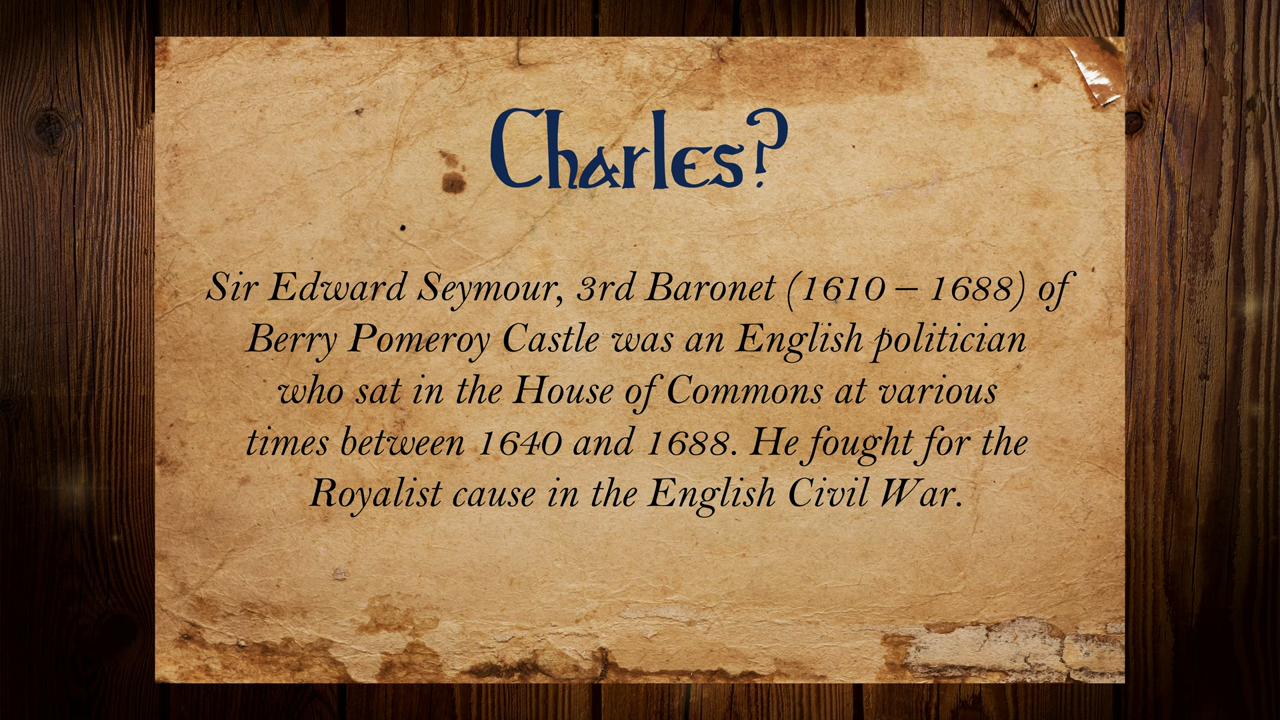 Charles?
Sir Edward Seymour, 3rd Baronet (1610 – 1688) of
Berry Pomeroy Castle was an English politician
who sat in the House of Commons at various
times between 1640 and 1688. He fought for the
Royalist cause in the English Civil War.